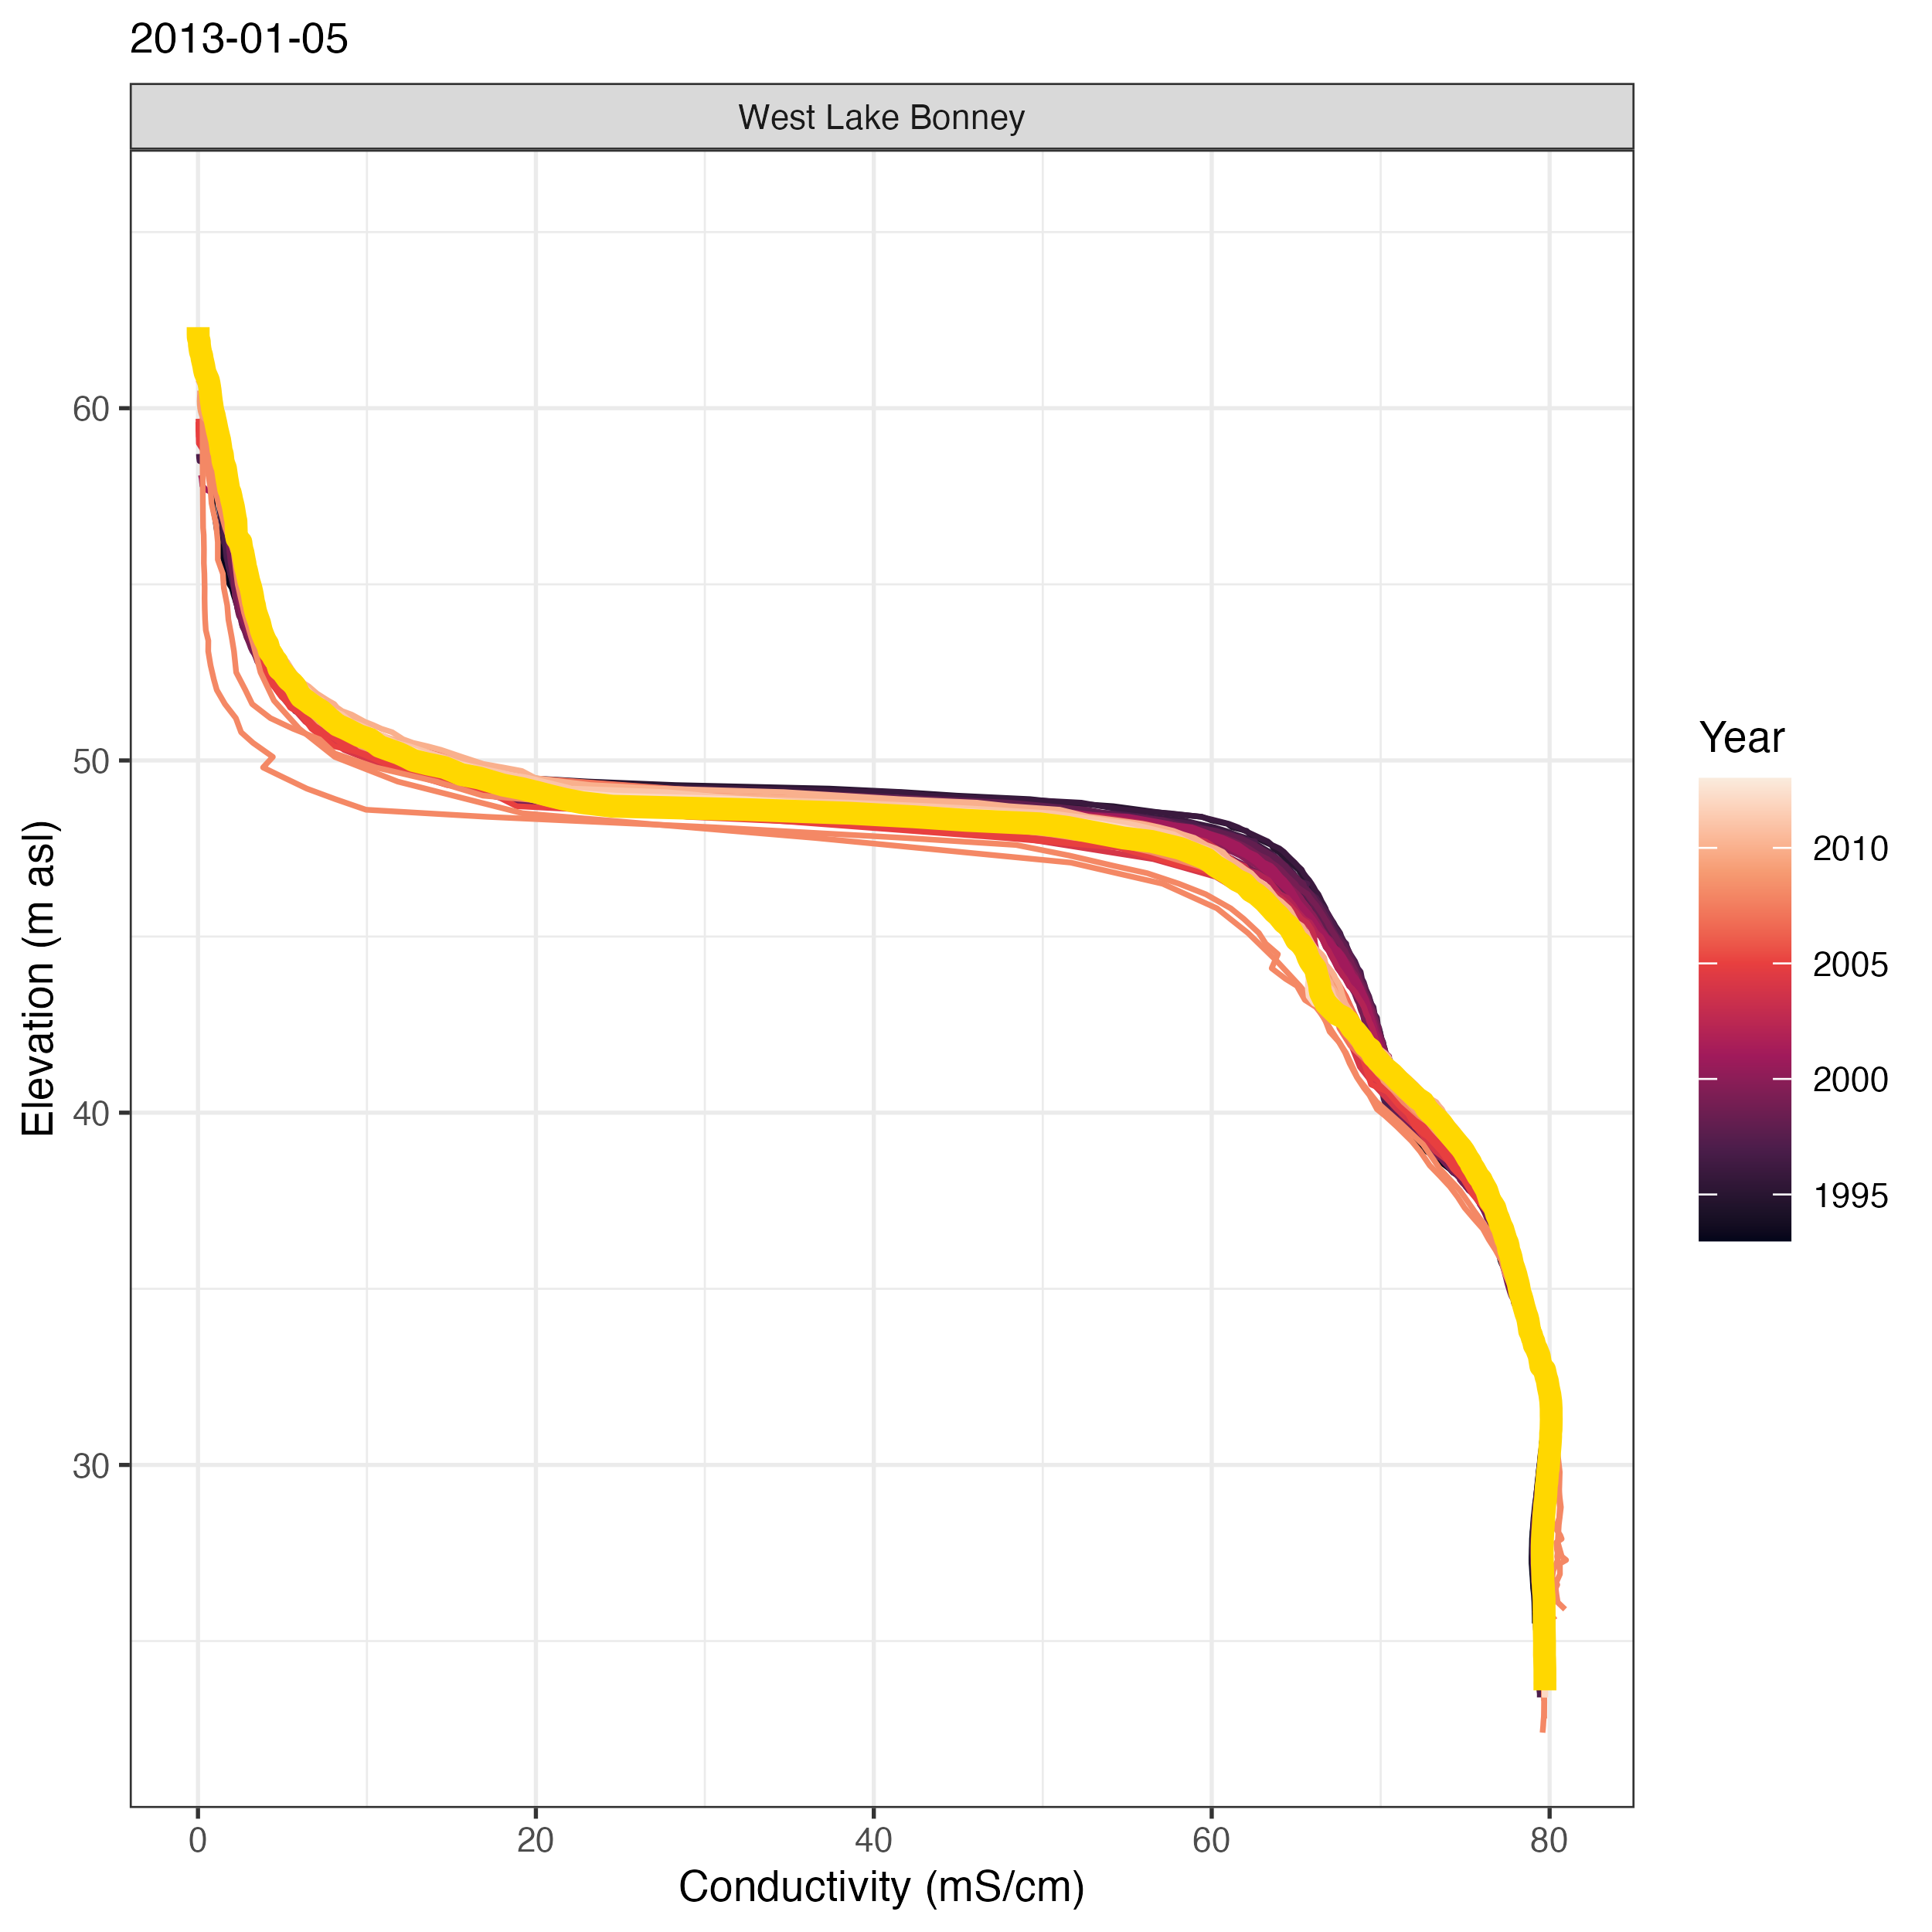 2013-01-05
West Lake Bonney
Elevation (m asl)
60
50
40
30
0 20 40 60 80
Conductivity (mS/cm)
Year
2010
2005
2000
1995